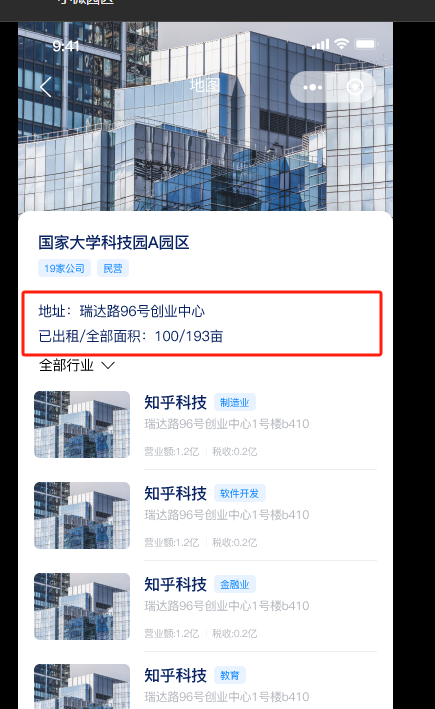 小微园区
9:41
地图
国家大学科技园A园区
19家公司 民营
地址：瑞达路96号创业中心
已出租/全部面积：100/193亩
全部行业
知乎科技 制造业
瑞达路96号创业中心1号楼b410
营业额:1.2亿 税收:0.2亿
知乎科技 软件开发
瑞达路96号创业中心1号楼b410
营业额:1.2亿 税收:0.2亿
知乎科技 金融业
瑞达路96号创业中心1号楼b410
营业额:1.2亿 税收:0.2亿
知乎科技 教育
瑞达路96号创业中心1号楼b410